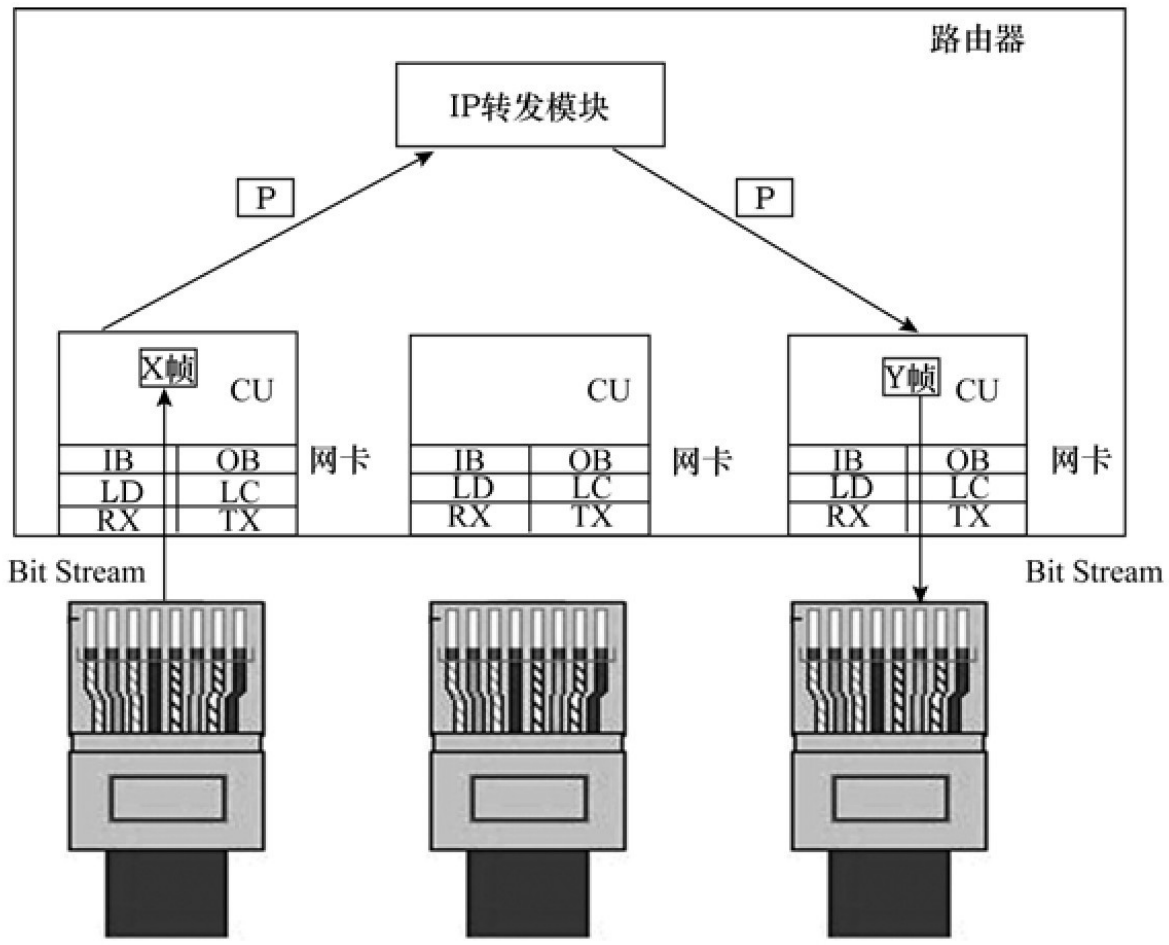 路由器
IP转发模块
P
P
X帧
CU
IB
OB
LD
LC
RX
TX
网卡
CU
IB
OB
LD
LC
RX
TX
网卡
Y帧
CU
IB
OB
LD
LC
RX
TX
网卡
Bit Stream
Bit Stream